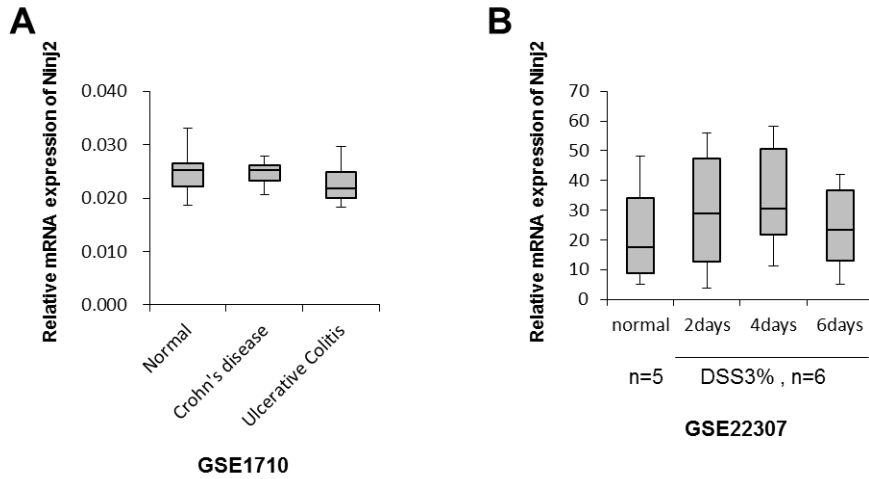 A
Relative mRNA expression of Ninj2
0.040
0.030
0.020
0.010
0.000
Normal
Crohn's disease
Ulcerative Colitis
GSE1710
B
Relative mRNA expression of Ninj2
70
60
50
40
30
20
10
0
normal 2days 4days 6days
n=5 DSS3% , n=6
GSE22307